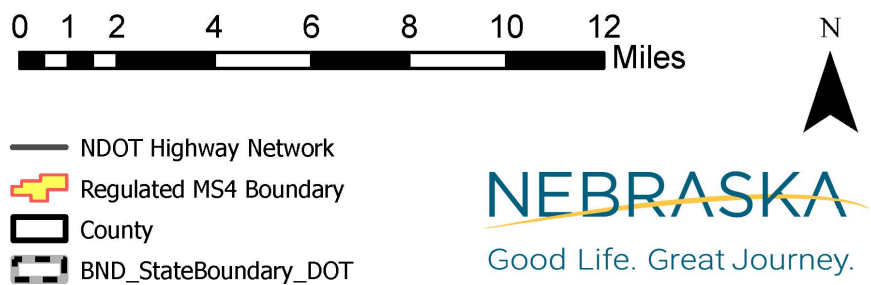 0 1 2 4 6 8 10 12
Miles
N
NDOT Highway Network
Regulated MS4 Boundary
County
BND_StateBoundary_DOT
NEBRASKA
Good Life. Great Journey.